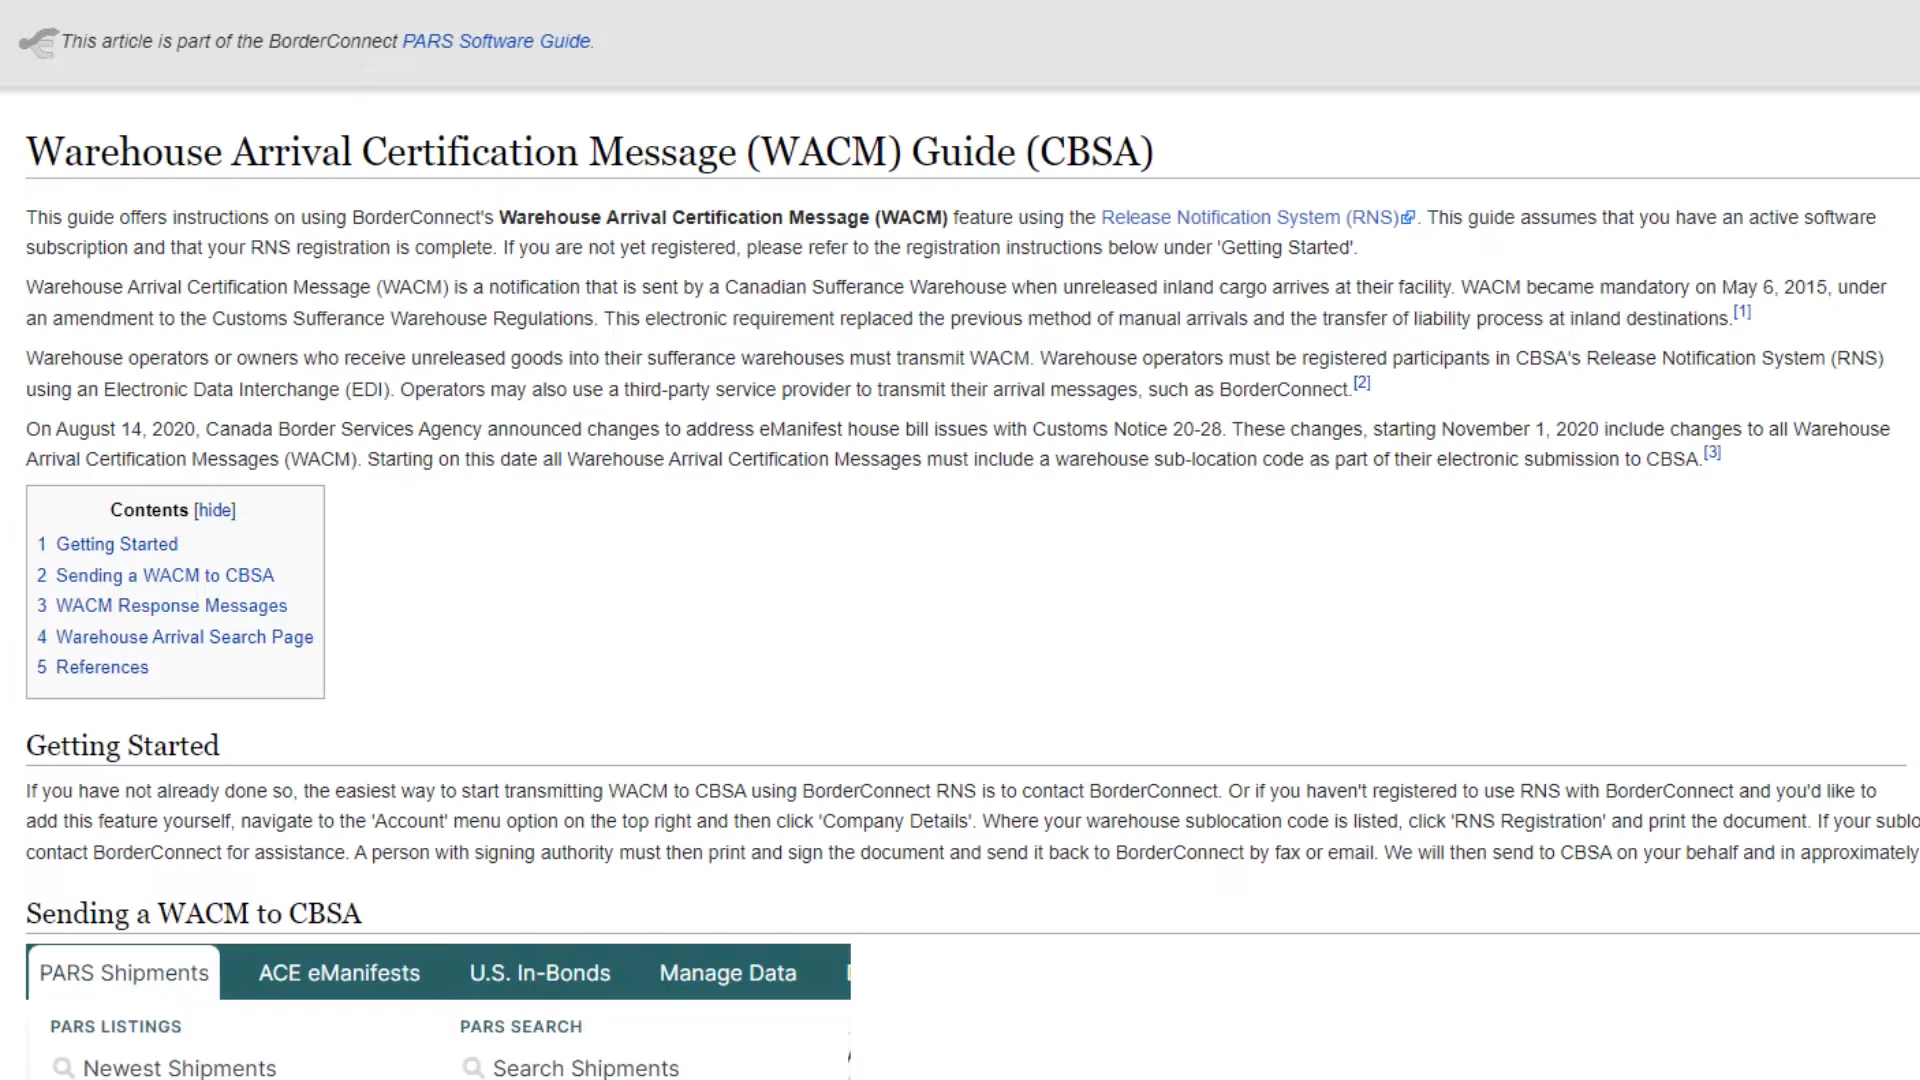 This article is part of the BorderConnect PARS Software Guide.
Warehouse Arrival Certification Message (WACM) Guide (CBSA)
This guide offers instructions on using BorderConnect's Warehouse Arrival Certification Message (WACM) feature using the Release Notification System (RNS). This guide assumes that you have an active software
subscription and that your RNS registration is complete. If you are not yet registered, please refer to the registration instructions below under 'Getting Started'.
Warehouse Arrival Certification Message (WACM) is a notification that is sent by a Canadian Sufferance Warehouse when unreleased inland cargo arrives at their facility. WACM became mandatory on May 6, 2015, under
an amendment to the Customs Sufferance Warehouse Regulations. This electronic requirement replaced the previous method of manual arrivals and the transfer of liability process at inland destinations.[1]
Warehouse operators or owners who receive unreleased goods into their sufferance warehouses must transmit WACM. Warehouse operators must be registered participants in CBSA's Release Notification System (RNS)
using an Electronic Data Interchange (EDI). Operators may also use a third-party service provider to transmit their arrival messages, such as BorderConnect.[2]
On August 14, 2020, Canada Border Services Agency announced changes to address eManifest house bill issues with Customs Notice 20-28. These changes, starting November 1, 2020 include changes to all Warehouse
Arrival Certification Messages (WACM). Starting on this date all Warehouse Arrival Certification Messages must include a warehouse sub-location code as part of their electronic submission to CBSA.[3]
Contents [hide]
1 Getting Started
2 Sending a WACM to CBSA
3 WACM Response Messages
4 Warehouse Arrival Search Page
5 References
Getting Started
If you have not already done so, the easiest way to start transmitting WACM to CBSA using BorderConnect RNS is to contact BorderConnect. Or if you haven't registered to use RNS with BorderConnect and you'd like to
add this feature yourself, navigate to the 'Account' menu option on the top right and then click 'Company Details'. Where your warehouse sublocation code is listed, click 'RNS Registration' and print the document. If your sublo
contact BorderConnect for assistance. A person with signing authority must then print and sign the document and send it back to BorderConnect by fax or email. We will then send to CBSA on your behalf and in approximately
Sending a WACM to CBSA
PARS Shipments ACE eManifests U.S. In-Bonds Manage Data
PARS LISTINGS PARS SEARCH
Newest Shipments Search Shipments